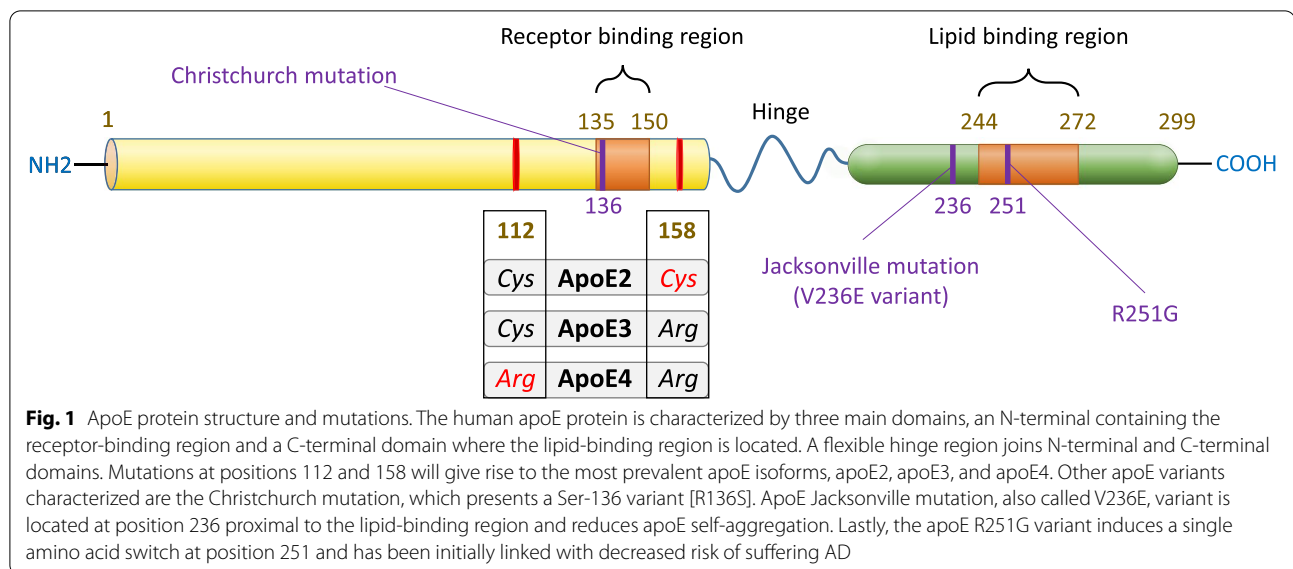 Receptor binding region
Lipid binding region
Christchurch mutation
Hinge
1
135
150
244
272
299
NH2
COOH
136
236
251
112
158
Cys ApoE2 Cys
Cys ApoE3 Arg
Arg ApoE4 Arg
Jacksonville mutation
(V236E variant)
R251G
Fig. 1 ApoE protein structure and mutations. The human apoE protein is characterized by three main domains, an N-terminal containing the
receptor-binding region and a C-terminal domain where the lipid-binding region is located. A flexible hinge region joins N-terminal and C-terminal
domains. Mutations at positions 112 and 158 will give rise to the most prevalent apoE isoforms, apoE2, apoE3, and apoE4. Other apoE variants
characterized are the Christchurch mutation, which presents a Ser-136 variant [R136S]. ApoE Jacksonville mutation, also called V236E, variant is
located at position 236 proximal to the lipid-binding region and reduces apoE self-aggregation. Lastly, the apoE R251G variant induces a single
amino acid switch at position 251 and has been initially linked with decreased risk of suffering AD